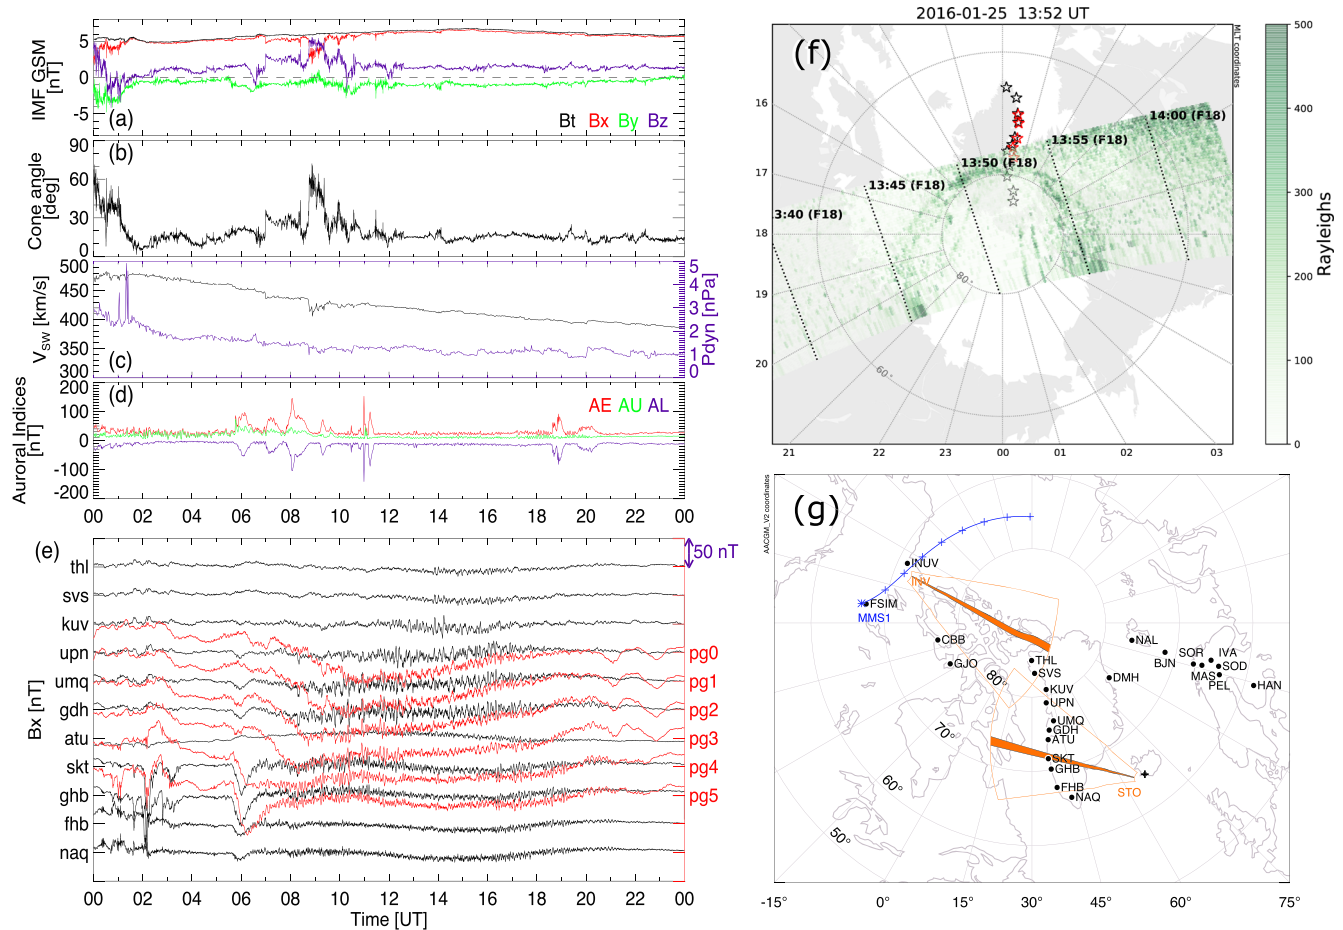 IMF GSM
[nT]
5
0
-5
(a)
Bt Bx By Bz
Cone angle
[deg]
90
60
30
0
(b)
V_SW [km/s]
500
450
400
350
300
(c)
5
4
3
2
1
0
Pdyn [nPa]
Auroral Indices
[nT]
200
100
0
-100
-200
(d)
AE AU AL
00 02 04 06 08 10 12 14 16 18 20 22 00
(e)
50 nT
Bx [nT]
thl
svs
kuv
upn
umq
gdh
atu
skt
ghb
fhb
naq
pg0
pg1
pg2
pg3
pg4
pg5
00 02 04 06 08 10 12 14 16 18 20 22 00
Time [UT]
2016-01-25 13:52 UT
(f)
MLT coordinates
16
17
18
19
20
21 22 23 00 01 02 03
3:40 (F18)
13:45 (F18)
13:50 (F18)
13:55 (F18)
14:00 (F18)
80°
60°
500
400
300
200
100
0
Rayleighs
(g)
AACGM_V2 coordinates
INUV
INV
FSIM
MMS1
CBB
GJO
THL
SVS
KUV
UPN
UMQ
GDH
ATU
SKT
GHB
FHB
NAQ
STO
DMH
NAL
BJN
SOR
MAS
IVA
SOD
PEL
HAN
80°
70°
60°
50°
-15° 0° 15° 30° 45° 60° 75°